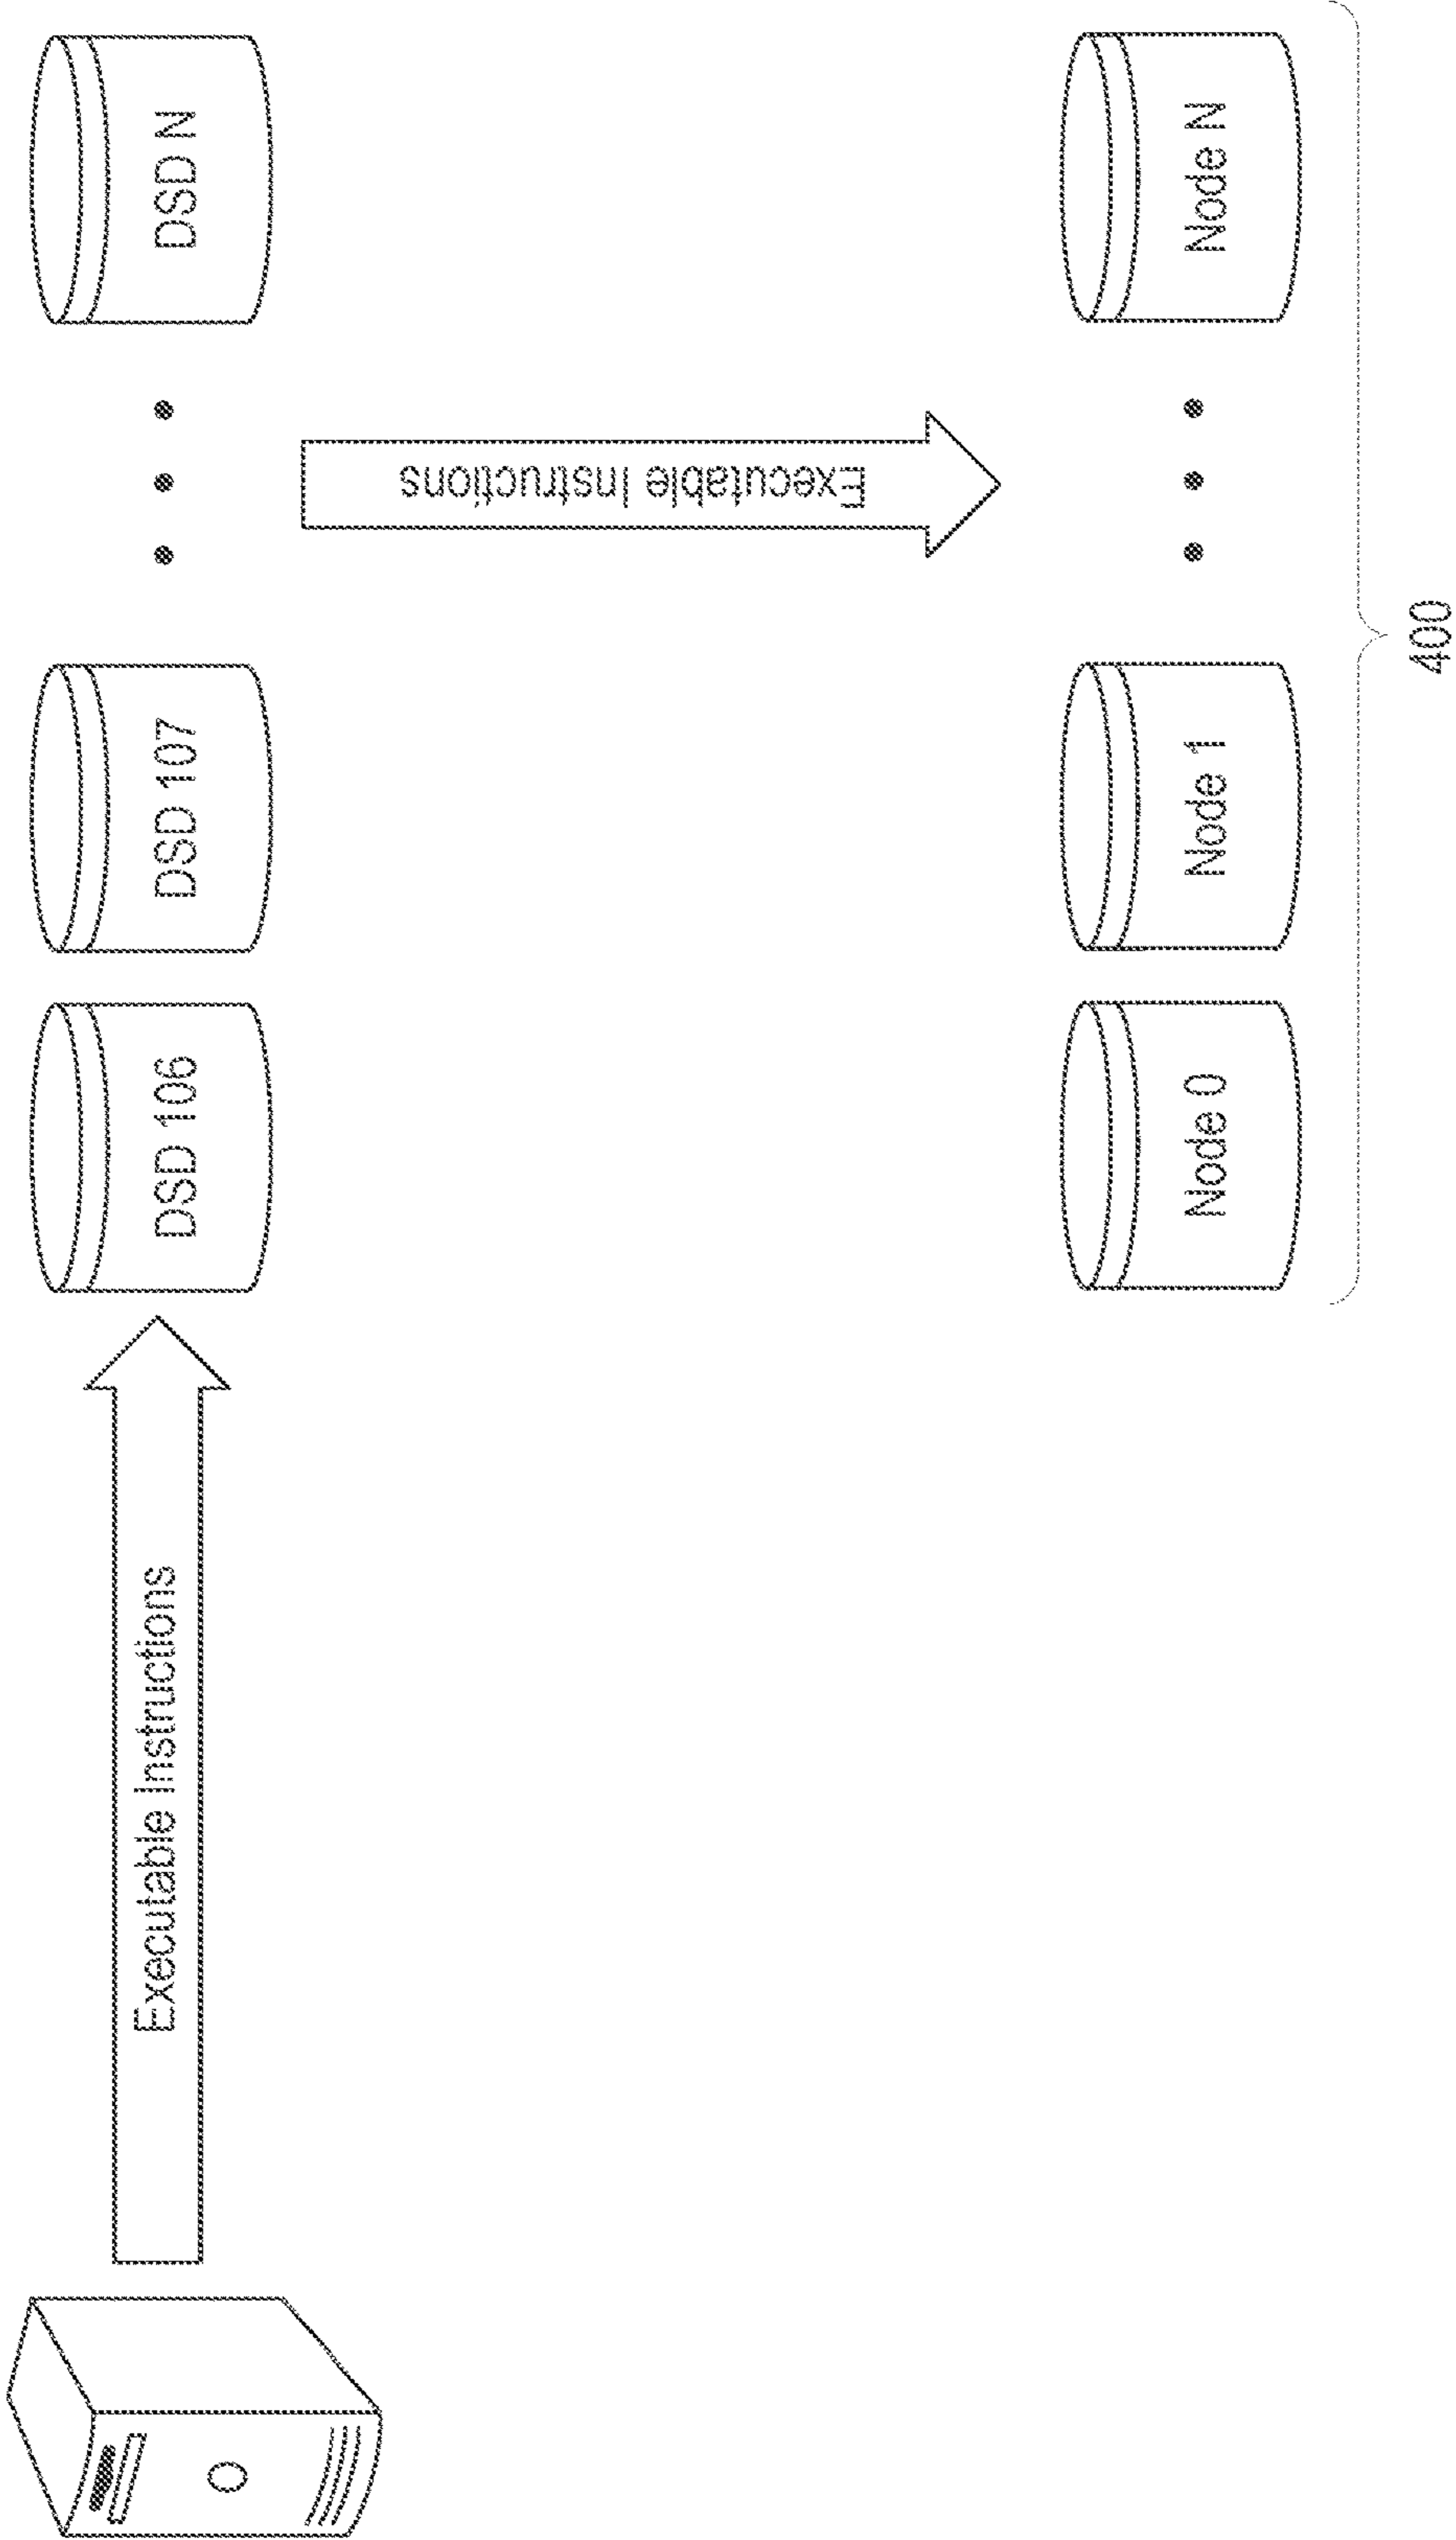 Executable Instructions
DSD 106
DSD 107
DSD N
Executable Instructions
Node 0
Node 1
Node N
400